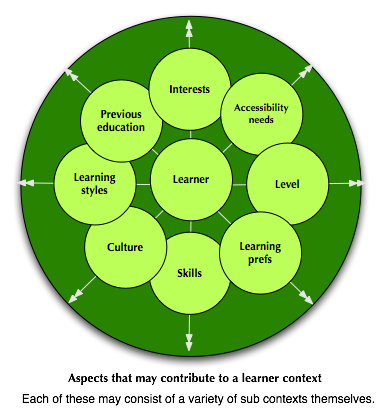 Interests
Previous
education
Accessibility
needs
Learning
styles
Learner
Level
Culture
Learning
prefs
Skills
Aspects that may contribute to a learner context
Each of these may consist of a variety of sub contexts themselves.